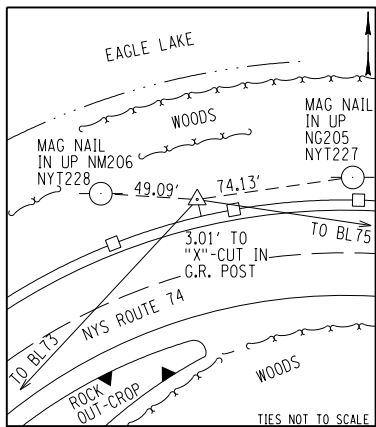 EAGLE LAKE
WOODS
MAG NAIL
IN UP NM206
NYT228
MAG NAIL
IN UP
NG205
NYT227
49.09'
74.13'
TO BL75
3.01' TO
"X"-CUT IN
G.R. POST
NYS ROUTE 74
TO BL73
ROCK
OUT-CROP
WOODS
TIES NOT TO SCALE